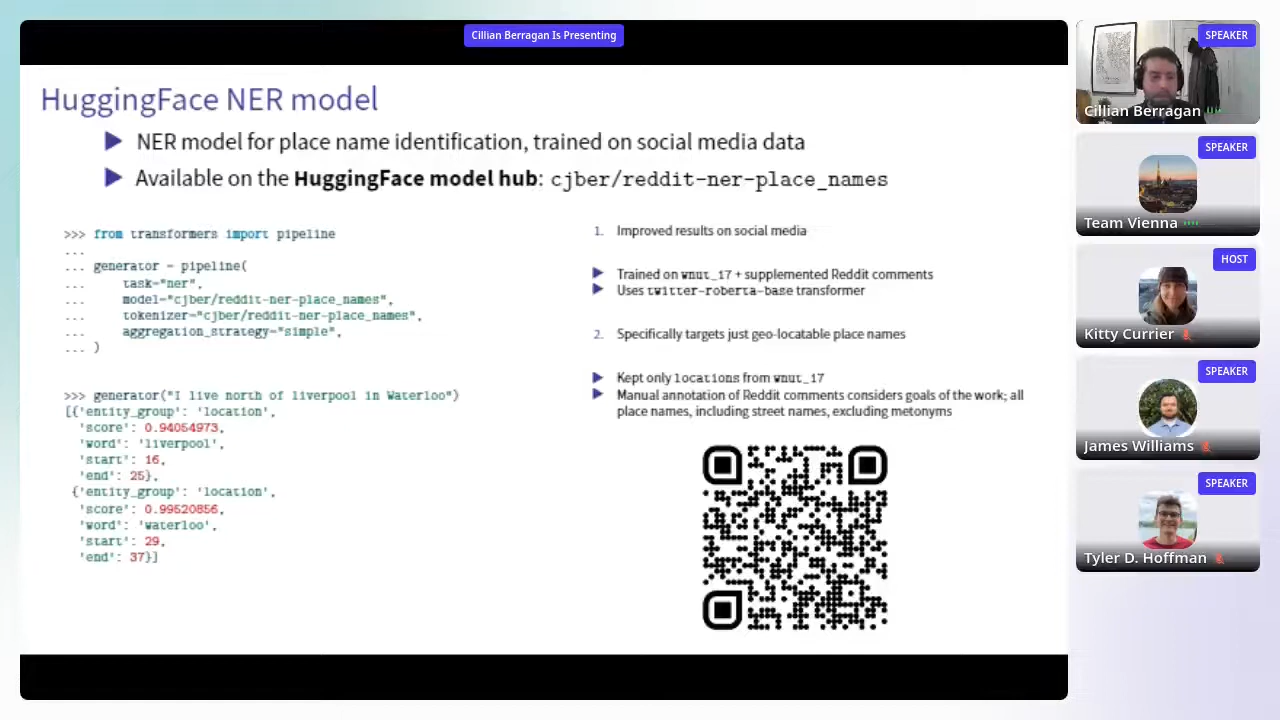 Cillian Berragan Is Presenting
HuggingFace NER model
NER model for place name identification, trained on social media data
Available on the HuggingFace model hub: cjber/reddit-ner-place_names
>>> from transformers import pipeline
...
... generator = pipeline(
...     task="ner",
...     model="cjber/reddit-ner-place_names",
...     tokenizer="cjber/reddit-ner-place_names",
...     aggregation_strategy="simple",
... )
>>> generator("I live north of liverpool in Waterloo")
[{'entity_group': 'location',
'score': 0.94054973,
'word': 'liverpool',
'start': 16,
'end': 25},
{'entity_group': 'location',
'score': 0.99520856,
'word': 'waterloo',
'start': 29,
'end': 37}]
1. Improved results on social media
Trained on wnut_17 + supplemented Reddit comments
Uses twitter-roberta-base transformer
2. Specifically targets just geo-locatable place names
Kept only locations from wnut_17
Manual annotation of Reddit comments considers goals of the work; all
place names, including street names, excluding metonyms
SPEAKER
Cillian Berragan
SPEAKER
Team Vienna
HOST
Kitty Currier
SPEAKER
James Williams
SPEAKER
Tyler D. Hoffman